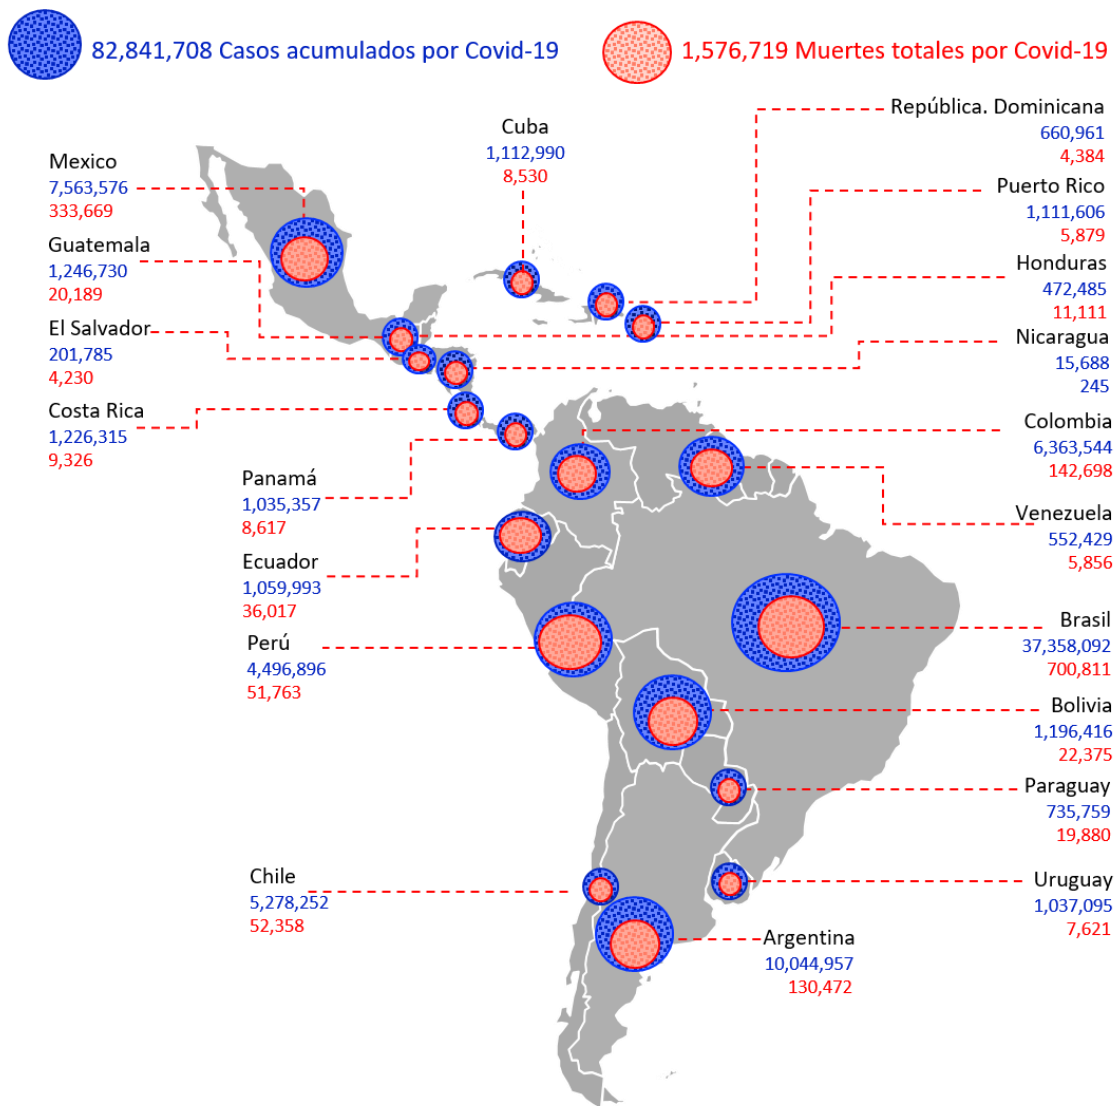 82,841,708 Casos acumulados por Covid-19
1,576,719 Muertes totales por Covid-19
República. Dominicana
660,961
4,384
Cuba
1,112,990
8,530
Mexico
7,563,576
333,669
Puerto Rico
1,111,606
5,879
Guatemala
1,246,730
20,189
Honduras
472,485
11,111
El Salvador
201,785
4,230
Nicaragua
15,688
245
Costa Rica
1,226,315
9,326
Colombia
6,363,544
142,698
Panamá
1,035,357
8,617
Venezuela
552,429
5,856
Ecuador
1,059,993
36,017
Brasil
37,358,092
700,811
Perú
4,496,896
51,763
Bolivia
1,196,416
22,375
Paraguay
735,759
19,880
Chile
5,278,252
52,358
Uruguay
1,037,095
7,621
Argentina
10,044,957
130,472